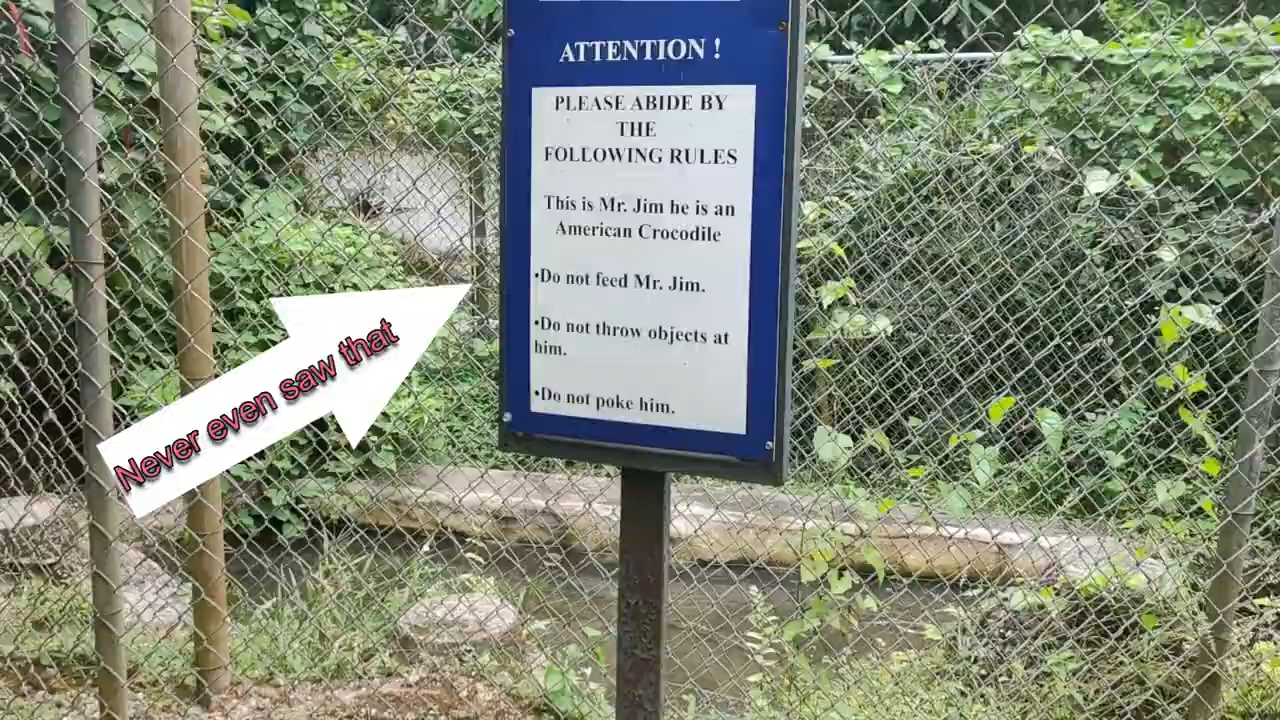 ATTENTION !
PLEASE ABIDE BY
THE
FOLLOWING RULES
This is Mr. Jim he is an
American Crocodile
•Do not feed Mr. Jim.
•Do not throw objects at
him.
•Do not poke him.
Never even saw that